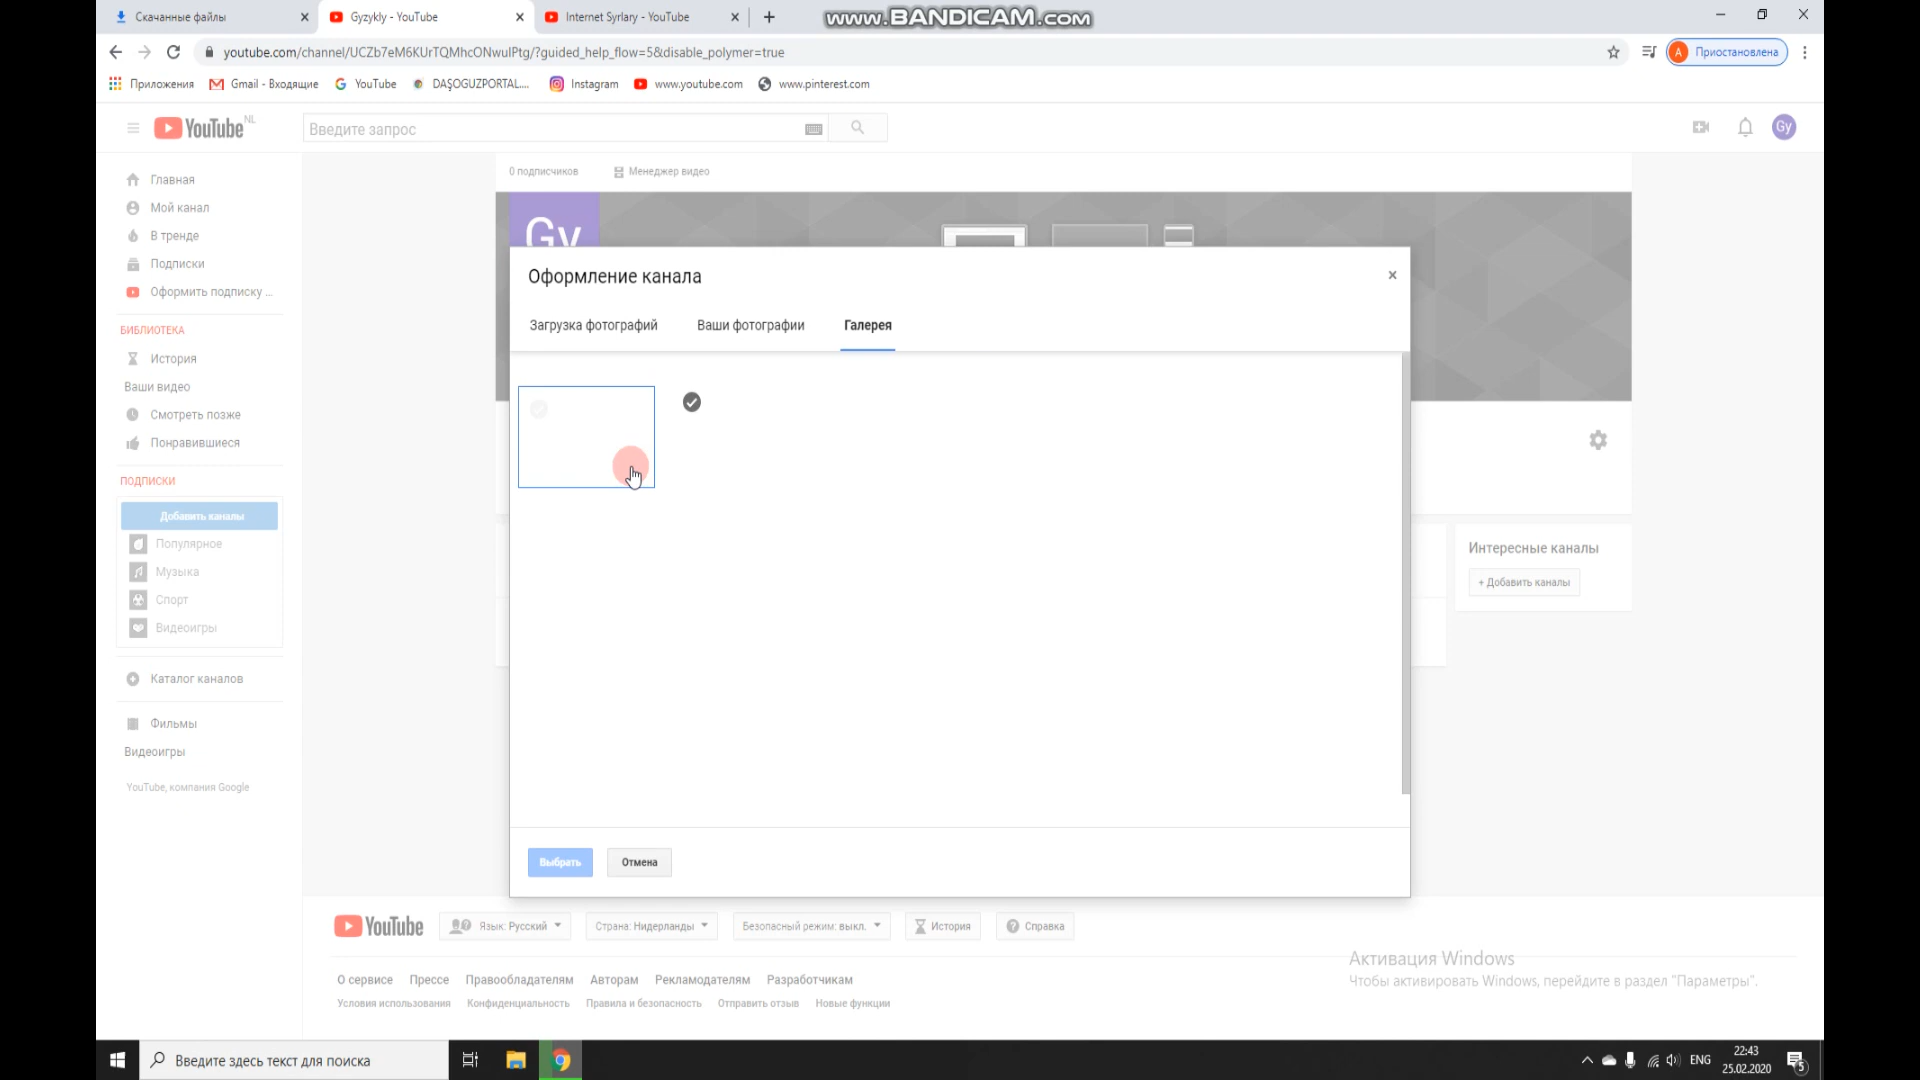 Скачанные файлы
Gyzykly - YouTube
Internet Syrlary - YouTube
www.BANDICAM.com
youtube.com/channel/UCZb7eM6KUrTQMhcONwulPtg/?guided_help_flow=5&disable_polymer=true
А Приостановлена
Приложения
Gmail - Входящие
YouTube
DAŞOGUZPORTAL...
Instagram
www.youtube.com
www.pinterest.com
YouTube NL
Введите запрос
Gy
Главная
Мой канал
В тренде
Подписки
Оформить подписку ...
БИБЛИОТЕКА
История
Ваши видео
Смотреть позже
Понравившиеся
ПОДПИСКИ
Добавить каналы
Популярное
Музыка
Спорт
Видеоигры
Каталог каналов
Фильмы
Видеоигры
YouTube, компания Google
0 подписчиков
Менеджер видео
Gy
Оформление канала
Загрузка фотографий
Ваши фотографии
Галерея
Выбрать
Отмена
Интересные каналы
+ Добавить каналы
YouTube
Язык: Русский
Страна: Нидерланды
Безопасный режим: выкл.
История
Справка
О сервисе Прессе Правообладателям Авторам Рекламодателям Разработчикам
Условия использования Конфиденциальность Правила и безопасность Отправить отзыв Новые функции
Активация Windows
Чтобы активировать Windows, перейдите в раздел "Параметры".
Введите здесь текст для поиска
ENG
22:43
25.02.2020
5